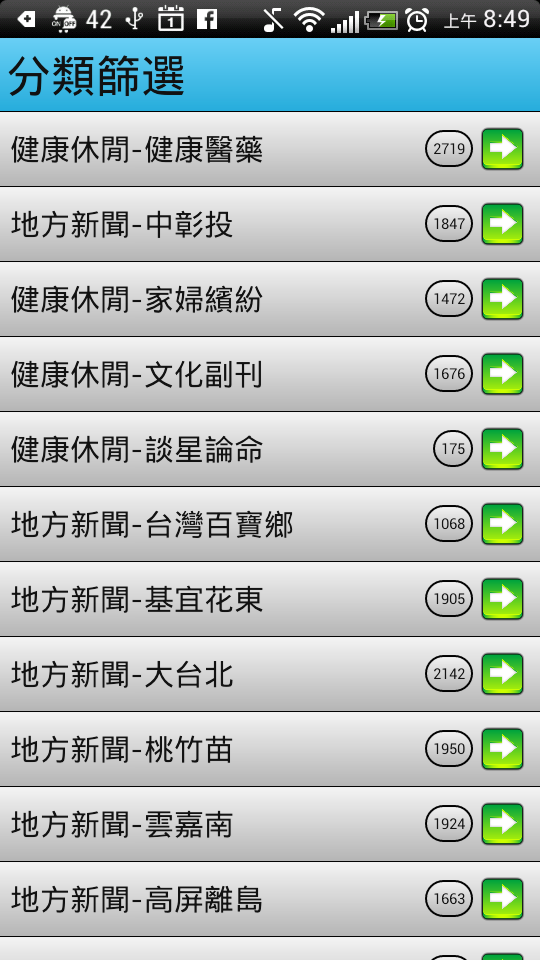 42 1 上午 8:49
分類篩選
健康休閒-健康醫藥 2719
地方新聞-中彰投 1847
健康休閒-家婦繽紛 1472
健康休閒-文化副刊 1676
健康休閒-談星論命 175
地方新聞-台灣百寶鄉 1068
地方新聞-基宜花東 1905
地方新聞-大台北 2142
地方新聞-桃竹苗 1950
地方新聞-雲嘉南 1924
地方新聞-高屏離島 1663